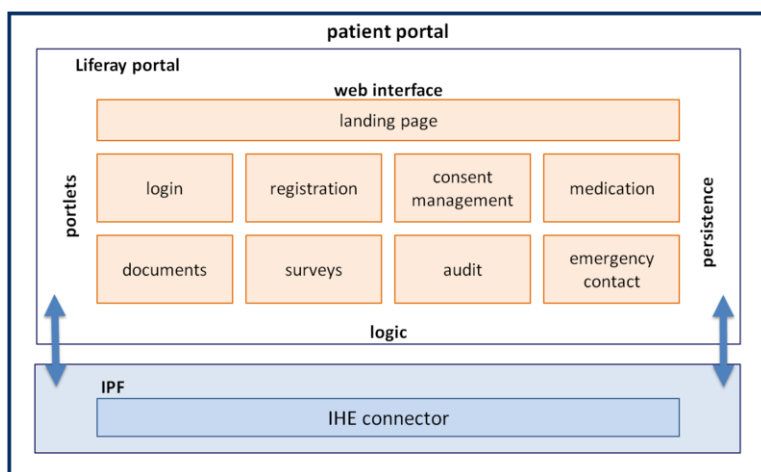 patient portal
Liferay portal
web interface
landing page
portlets
login
registration
consent
management
medication
persistence
documents
surveys
audit
emergency
contact
logic
IPF
IHE connector